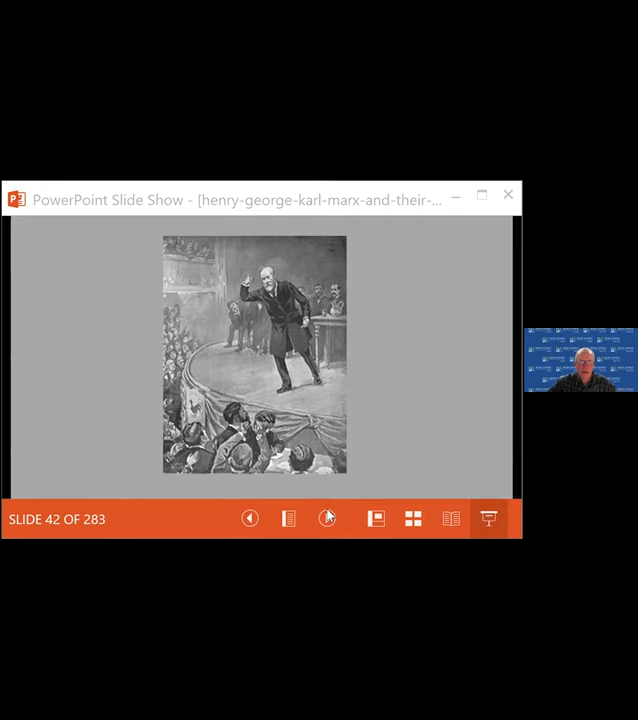 PowerPoint Slide Show - [henry-george-karl-marx-and-their-...
SLIDE 42 OF 283